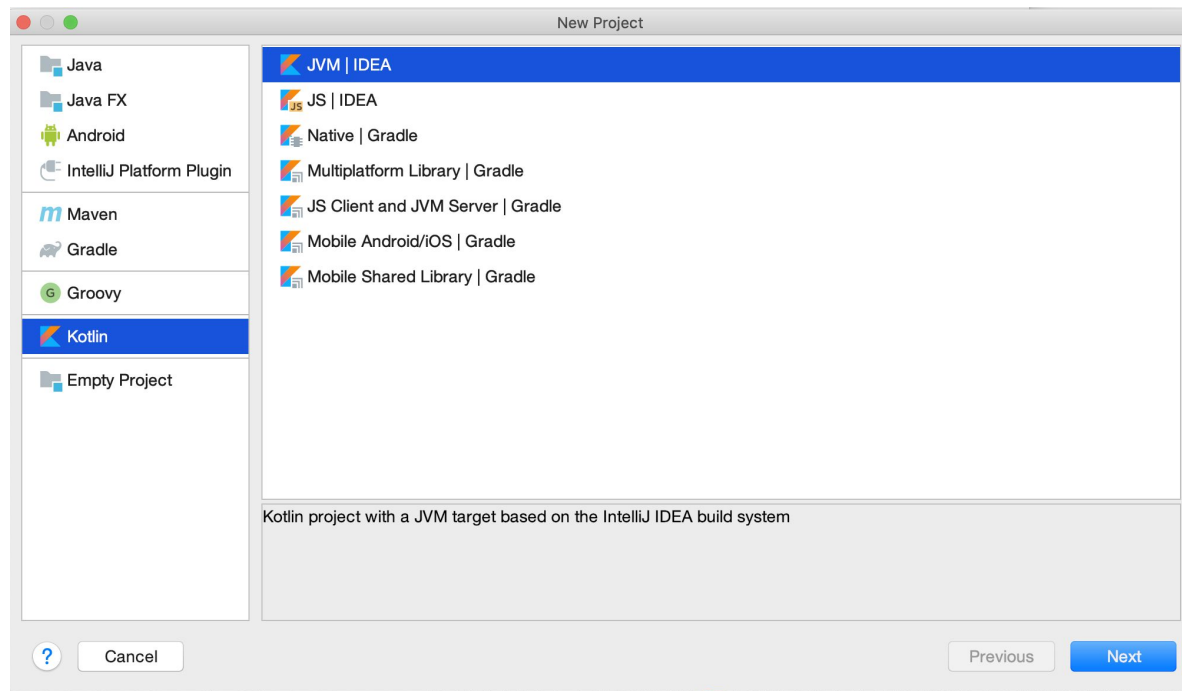 New Project
Java
Java FX
Android
IntelliJ Platform Plugin
Maven
Gradle
G Groovy
Kotlin
Empty Project
JVM | IDEA
JS JS | IDEA
Native | Gradle
Multiplatform Library | Gradle
JS Client and JVM Server | Gradle
Mobile Android/iOS | Gradle
Mobile Shared Library | Gradle
Kotlin project with a JVM target based on the IntelliJ IDEA build system
? Cancel Previous Next